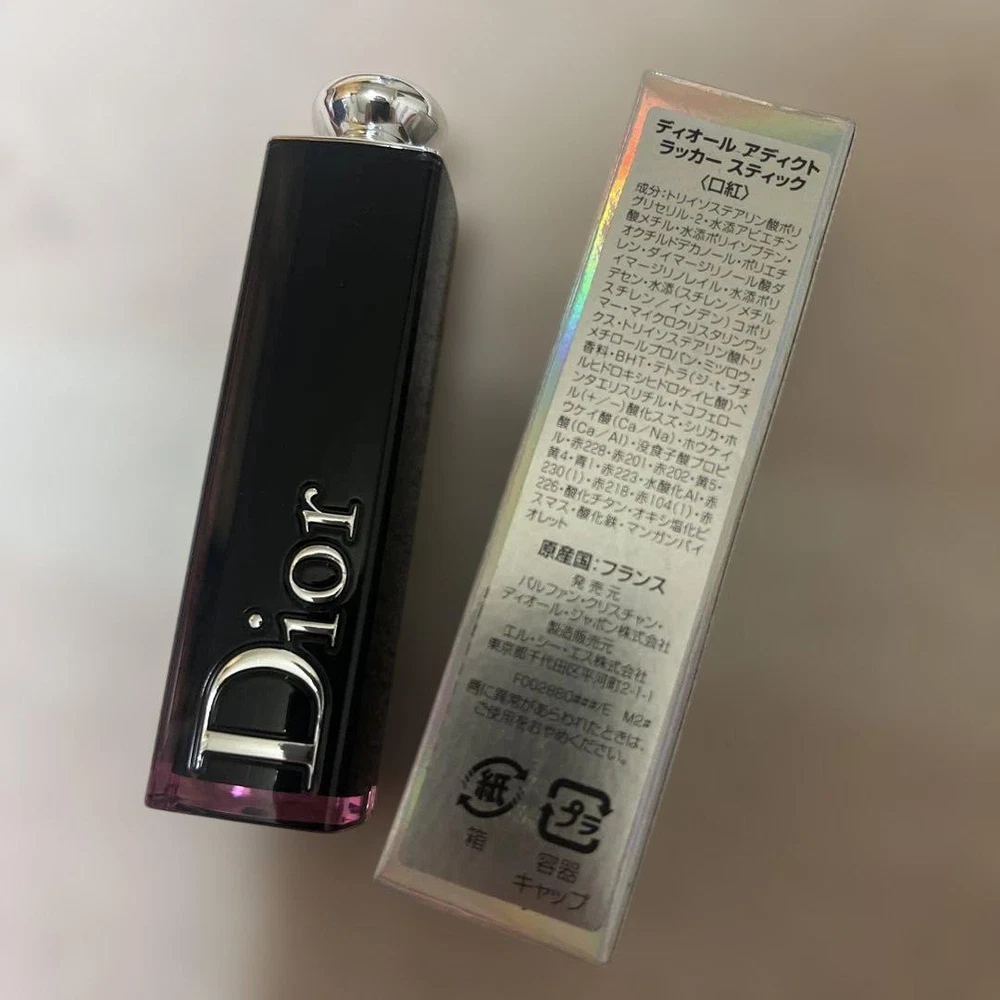 Dior
ディオール アディクト
ラッカー スティック
〈口紅〉
成分:トリイソステアリン酸ポリ
グリセリル-2・水添アビエチン
酸メチル・水添ポリイソブテン・
オクチルドデカノール・ポリエチ
レン・ダイマージリノール酸ダ
イマージリノレイル・水添ポリ
デセン・水添(スチレン/メチル
スチレン/インデン)コポリ
マー・マイクロクリスタリンワッ
クス・トリイソステアリン酸トリ
メチロールプロパン・ミツロウ・
香料・BHT・テトラ(ジ-t-ブチ
ルヒドロキシヒドロケイヒ酸)ペ
ンタエリスリチル・トコフェロー
ル(+/-)酸化スズ・シリカ・ホ
ウケイ酸(Ca/Na)・ホウケイ
酸(Ca/Al)・没食子酸プロピ
ル・赤228・赤201・赤202・黄5・
黄4・青1・赤223・水酸化Al・赤
230(1)・赤218・赤104(1)・赤
226・酸化チタン・オキシ塩化ビ
スマス・酸化鉄・マンガンバイ
オレット
原産国:フランス
発売元
パルファン・クリスチャン・
ディオール・ジャポン株式会社
製造販売元
エル・シー・エス株式会社
東京都千代田区平河町2-1-1
F002880###/E M2#
肌に異常があらわれたときは、
ご使用をおやめください。
紙
プラ
箱
容器
キャップ